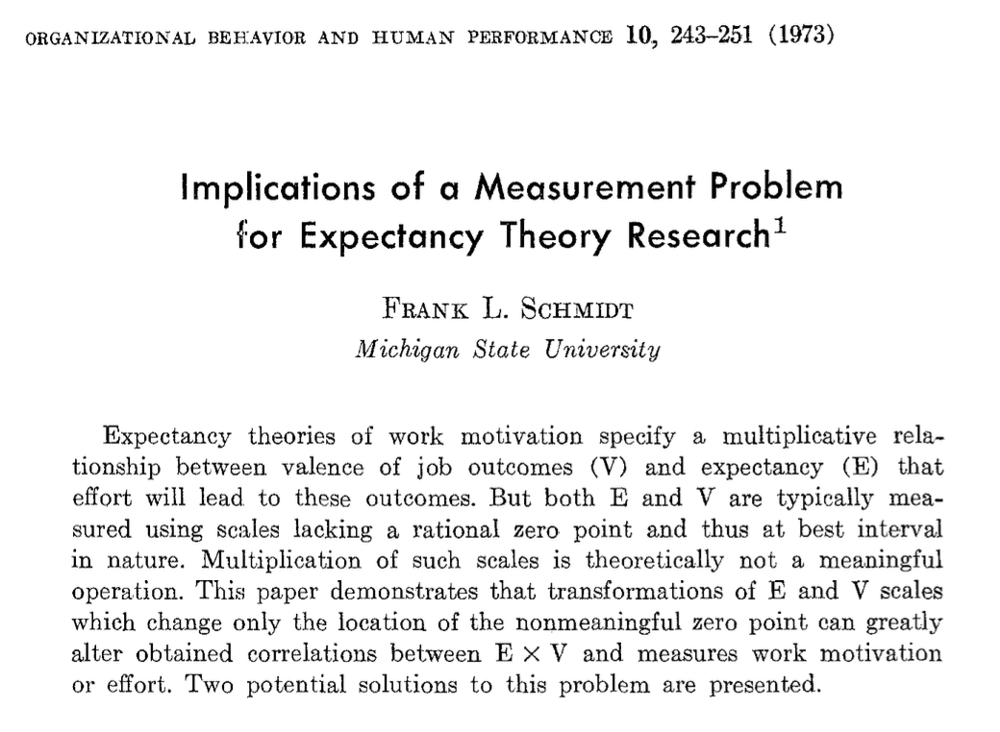 ORGANIZATIONAL BEHAVIOR AND HUMAN PERFORMANCE 10, 243–251 (1973)
Implications of a Measurement Problem
for Expectancy Theory Research¹
FRANK L. SCHMIDT
Michigan State University
Expectancy theories of work motivation specify a multiplicative rela-
tionship between valence of job outcomes (V) and expectancy (E) that
effort will lead to these outcomes. But both E and V are typically mea-
sured using scales lacking a rational zero point and thus at best interval
in nature. Multiplication of such scales is theoretically not a meaningful
operation. This paper demonstrates that transformations of E and V scales
which change only the location of the nonmeaningful zero point can greatly
alter obtained correlations between E × V and measures work motivation
or effort. Two potential solutions to this problem are presented.